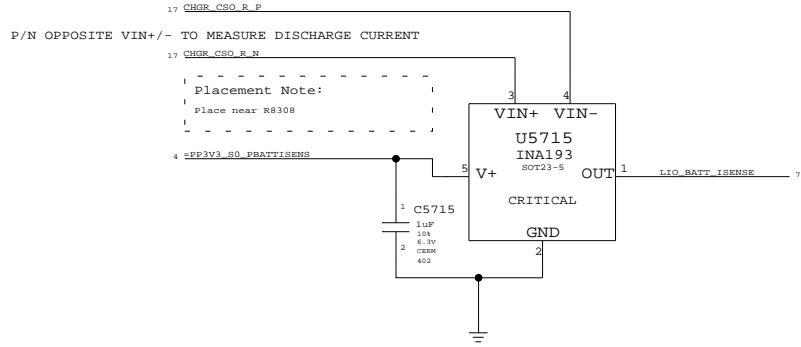 17 CHGR_CSO_R_P
P/N OPPOSITE VIN+/- TO MEASURE DISCHARGE CURRENT
17 CHGR_CSO_R_N
Placement Note:
Place near R8308
3 4
VIN+ VIN-
U5715
INA193
SOT23-5
4 =PP3V3_S0_PBATTISENS
5 V+ OUT 1 LIO_BATT_ISENSE 7
CRITICAL
1 C5715
1uF
10%
6.3V
2 CERM
402
GND
2